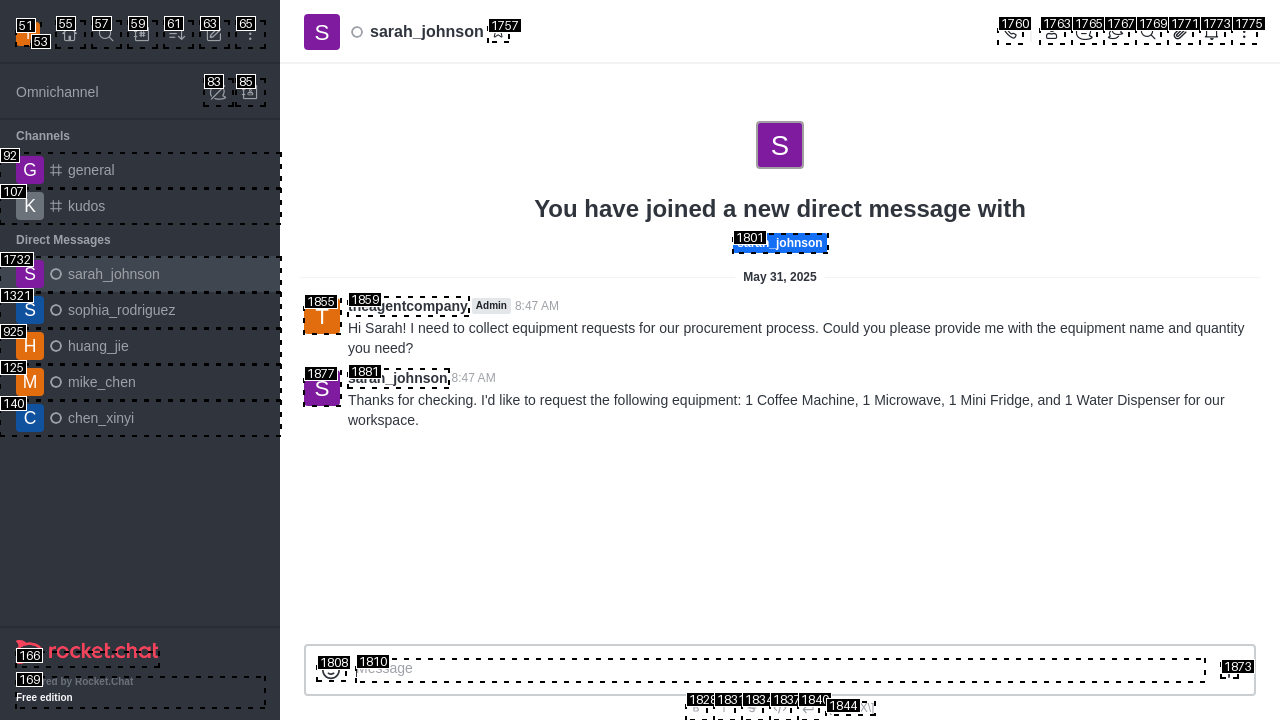 51
53
55
57
59
61
63
65
S
sarah_johnson
1757
1760
1763
1765
1767
1769
1771
1773
1775
Omnichannel
83
85
Channels
92
G
general
107
K
kudos
Direct Messages
1732
S
sarah_johnson
1321
S
sophia_rodriguez
925
H
huang_jie
125
M
mike_chen
140
C
chen_xinyi
S
You have joined a new direct message with
1801
_johnson
May 31, 2025
1855
1859
theagentcompany
Admin
8:47 AM
Hi Sarah! I need to collect equipment requests for our procurement process. Could you please provide me with the equipment name and quantity
you need?
1877
S
1881
sarah_johnson
8:47 AM
Thanks for checking. I'd like to request the following equipment: 1 Coffee Machine, 1 Microwave, 1 Mini Fridge, and 1 Water Dispenser for our
workspace.
166
rocket.chat
169
by Rocket.Chat
Free edition
1808
1810
Message
1873
1828
1831
1834
1837
1840
1844